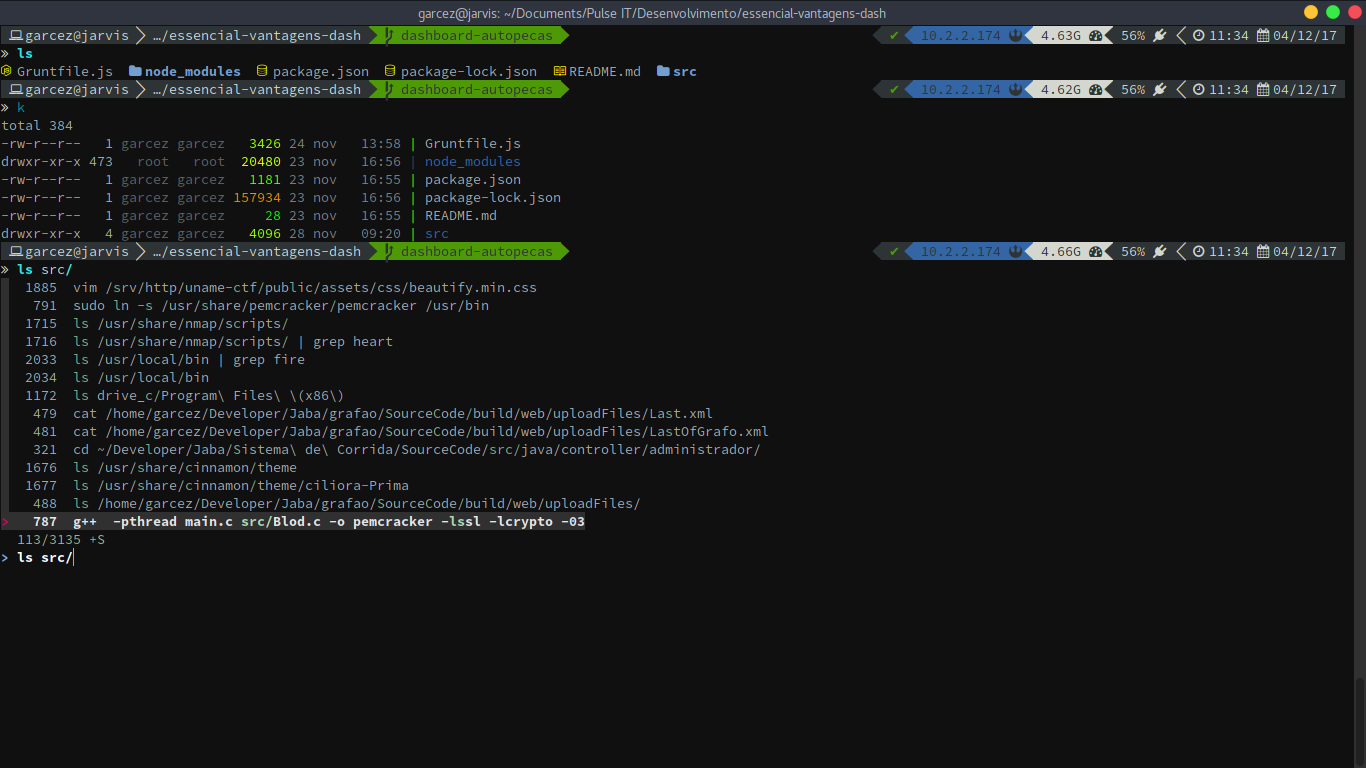 garcez@jarvis: ~/Documents/Pulse IT/Desenvolvimento/essencial-vantagens-dash
garcez@jarvis …/essencial-vantagens-dash dashboard-autopecas ✔ 10.2.2.174 4.63G 56% 11:34 04/12/17
» ls
Gruntfile.js node_modules package.json package-lock.json README.md src
garcez@jarvis …/essencial-vantagens-dash dashboard-autopecas ✔ 10.2.2.174 4.62G 56% 11:34 04/12/17
» k
total 384
-rw-r--r-- 1 garcez garcez 3426 24 nov 13:58 | Gruntfile.js
drwxr-xr-x 473 root root 20480 23 nov 16:56 | node_modules
-rw-r--r-- 1 garcez garcez 1181 23 nov 16:55 | package.json
-rw-r--r-- 1 garcez garcez 157934 23 nov 16:56 | package-lock.json
-rw-r--r-- 1 garcez garcez 28 23 nov 16:55 | README.md
drwxr-xr-x 4 garcez garcez 4096 28 nov 09:20 | src
garcez@jarvis …/essencial-vantagens-dash dashboard-autopecas ✔ 10.2.2.174 4.66G 56% 11:34 04/12/17
» ls src/
1885 vim /srv/http/uname-ctf/public/assets/css/beautify.min.css
791 sudo ln -s /usr/share/pemcracker/pemcracker /usr/bin
1715 ls /usr/share/nmap/scripts/
1716 ls /usr/share/nmap/scripts/ | grep heart
2033 ls /usr/local/bin | grep fire
2034 ls /usr/local/bin
1172 ls drive_c/Program\ Files\ \(x86\)
479 cat /home/garcez/Developer/Jaba/grafao/SourceCode/build/web/uploadFiles/Last.xml
481 cat /home/garcez/Developer/Jaba/grafao/SourceCode/build/web/uploadFiles/LastOfGrafo.xml
321 cd ~/Developer/Jaba/Sistema\ de\ Corrida/SourceCode/src/java/controller/administrador/
1676 ls /usr/share/cinnamon/theme
1677 ls /usr/share/cinnamon/theme/ciliora-Prima
488 ls /home/garcez/Developer/Jaba/grafao/SourceCode/build/web/uploadFiles/
> 787 g++ -pthread main.c src/Blod.c -o pemcracker -lssl -lcrypto -03
113/3135 +S
> ls src/